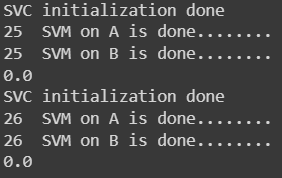 SVC initialization done
25  SVM on A is done........
25  SVM on B is done........
0.0
SVC initialization done
26  SVM on A is done........
26  SVM on B is done........
0.0